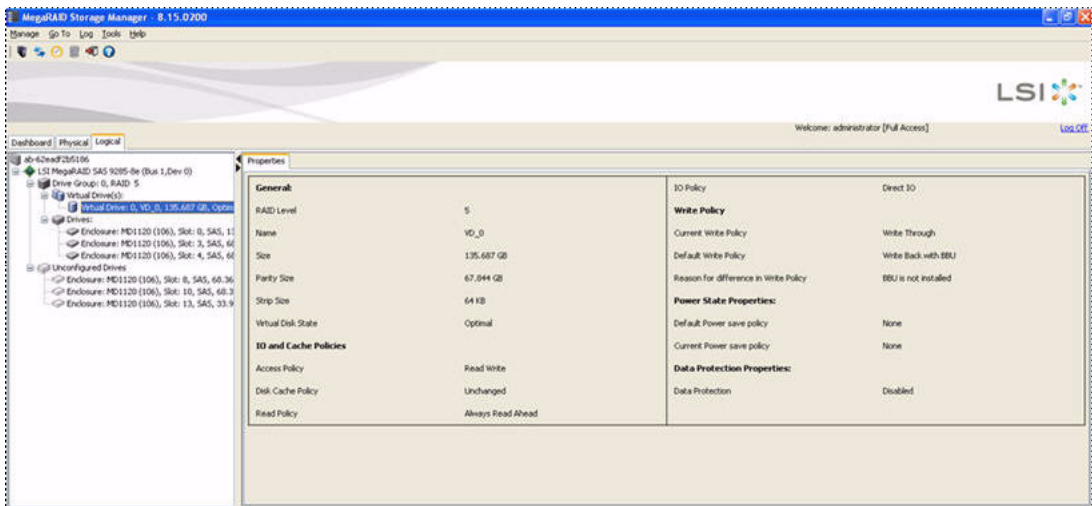 MegaRAID Storage Manager - 8.15.0200
Manage Go To Log Tools Help
LSI
Welcome: administrator [Full Access]
Log Off
Dashboard Physical Logical
ab-62eadf2b5106
LSI MegaRAID SAS 9285-8e (Bus 1,Dev 0)
Drive Group: 0, RAID 5
Virtual Drive(s):
Virtual Drive: 0, VD_0, 135.687 GB, Optim
Drives:
Enclosure: MD1120 (106), Slot: 0, SAS, 13
Enclosure: MD1120 (106), Slot: 3, SAS, 68
Enclosure: MD1120 (106), Slot: 4, SAS, 68
Unconfigured Drives
Enclosure: MD1120 (106), Slot: 8, SAS, 68.36
Enclosure: MD1120 (106), Slot: 10, SAS, 68.3
Enclosure: MD1120 (106), Slot: 13, SAS, 33.9
Properties
General:
RAID Level 5
Name VD_0
Size 135.687 GB
Parity Size 67.844 GB
Strip Size 64 KB
Virtual Disk State Optimal
IO and Cache Policies
Access Policy Read Write
Disk Cache Policy Unchanged
Read Policy Always Read Ahead
IO Policy Direct IO
Write Policy
Current Write Policy Write Through
Default Write Policy Write Back with BBU
Reason for difference in Write Policy BBU is not installed
Power State Properties:
Default Power save policy None
Current Power save policy None
Data Protection Properties:
Data Protection Disabled